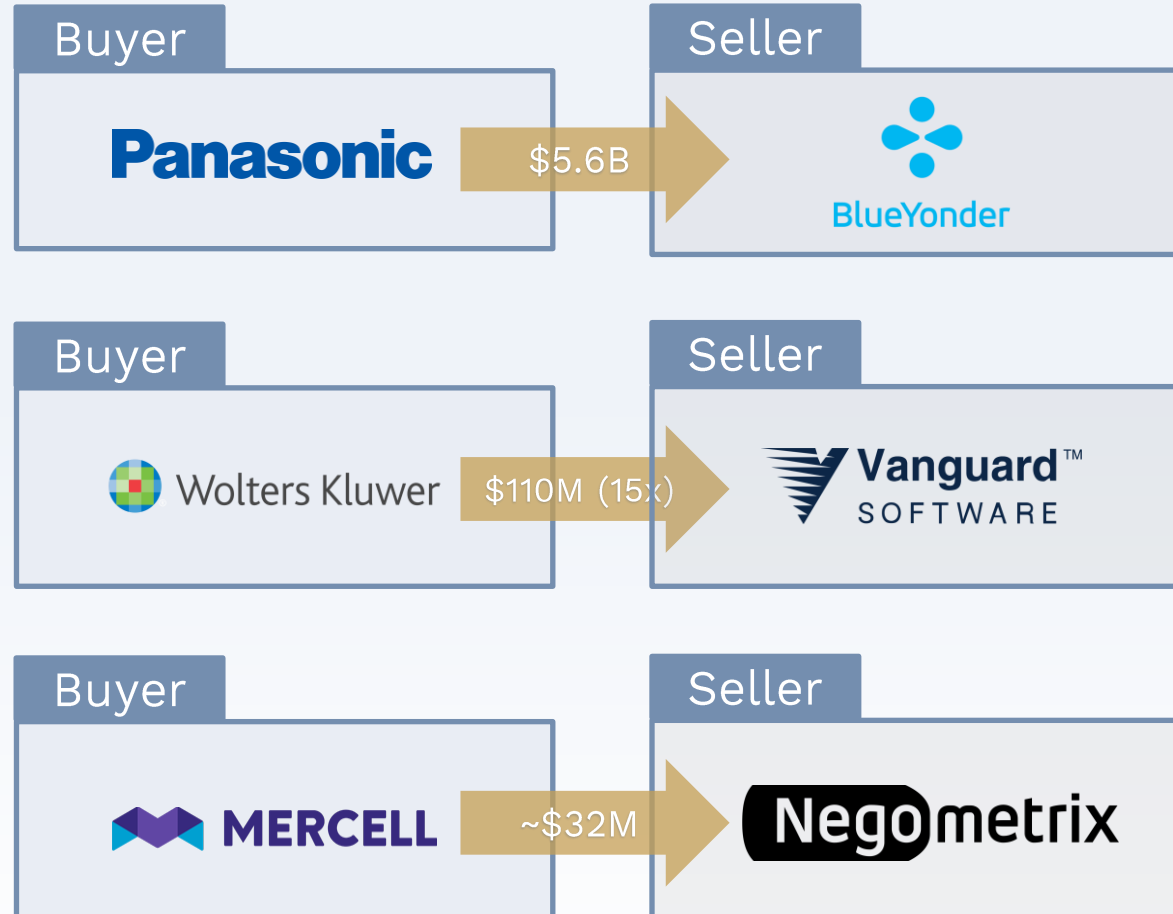 Buyer
Seller
Panasonic
$5.6B
BlueYonder
Buyer
Seller
Wolters Kluwer
$110M (15x)
Vanguard™
SOFTWARE
Buyer
Seller
MERCELL
~$32M
Negometrix